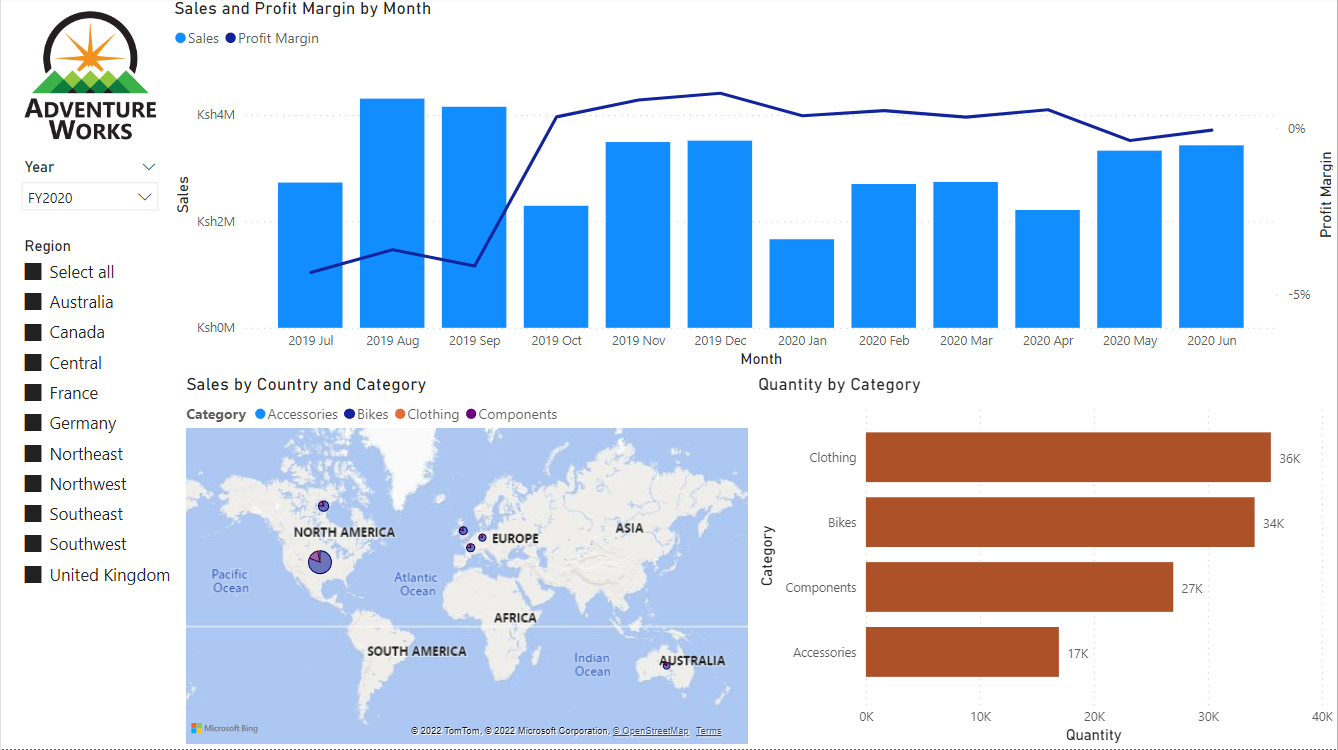 Sales and Profit Margin by Month
Sales Profit Margin
ADVENTURE
WORKS
Year
FY2020
Region
Select all
Australia
Canada
Central
France
Germany
Northeast
Northwest
Southeast
Southwest
United Kingdom
Ksh4M
Ksh2M
Ksh0M
Sales
0%
-5%
Profit Margin
2019 Jul 2019 Aug 2019 Sep 2019 Oct 2019 Nov 2019 Dec 2020 Jan 2020 Feb 2020 Mar 2020 Apr 2020 May 2020 Jun
Month
Sales by Country and Category
Category Accessories Bikes Clothing Components
NORTH AMERICA
EUROPE
ASIA
Pacific
Ocean
Atlantic
Ocean
AFRICA
SOUTH AMERICA
Indian
Ocean
AUSTRALIA
Microsoft Bing
© 2022 TomTom, © 2022 Microsoft Corporation, © OpenStreetMap Terms
Quantity by Category
Category
Clothing 36K
Bikes 34K
Components 27K
Accessories 17K
0K 10K 20K 30K 40K
Quantity